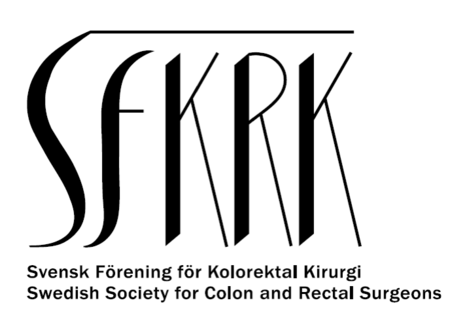 SFKRK
Svensk Förening för Kolorektal Kirurgi
Swedish Society for Colon and Rectal Surgeons